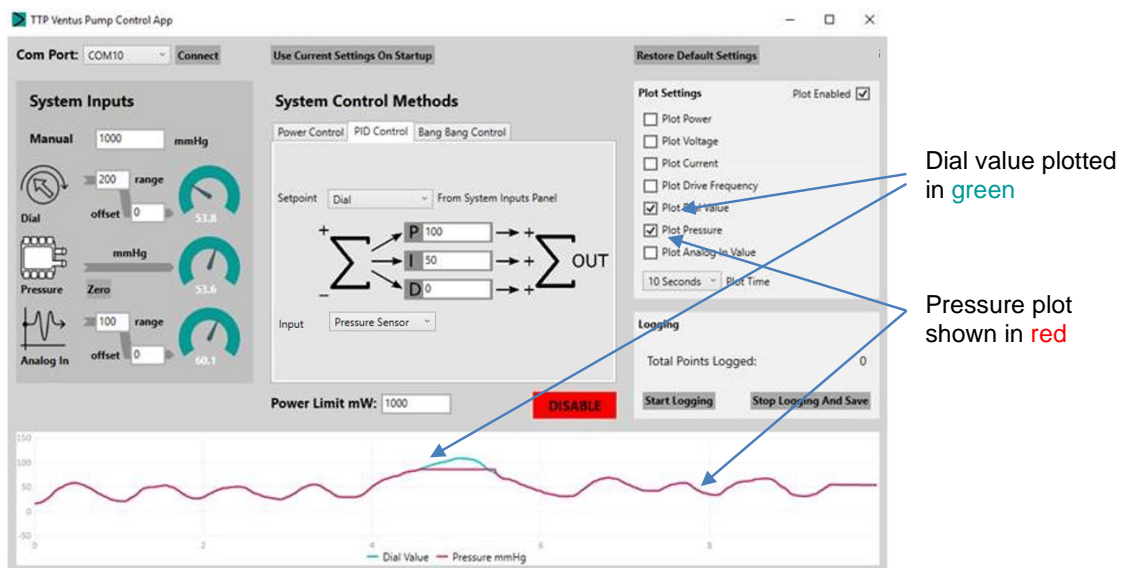 TTP Ventus Pump Control App
Com Port: COM10 Connect
Use Current Settings On Startup
Restore Default Settings
System Inputs
Manual 1000 mmHg
200 range
offset 0
Dial
53.8
mmHg
Pressure Zero
53.6
100 range
offset 0
Analog In
60.1
System Control Methods
Power Control PID Control Bang Bang Control
Setpoint Dial From System Inputs Panel
+ P 100 +
∑ I 50 + ∑ OUT
− D 0 +
Input Pressure Sensor
Power Limit mW: 1000 DISABLE
Plot Settings Plot Enabled
Plot Power
Plot Voltage
Plot Current
Plot Drive Frequency
Plot Dial Value
Plot Pressure
Plot Analog In Value
10 Seconds Plot Time
Logging
Total Points Logged: 0
Start Logging Stop Logging And Save
Dial value plotted
in green
Pressure plot
shown in red
150
100
50
0
-50
0 2 4 6 8
Dial Value Pressure mmHg